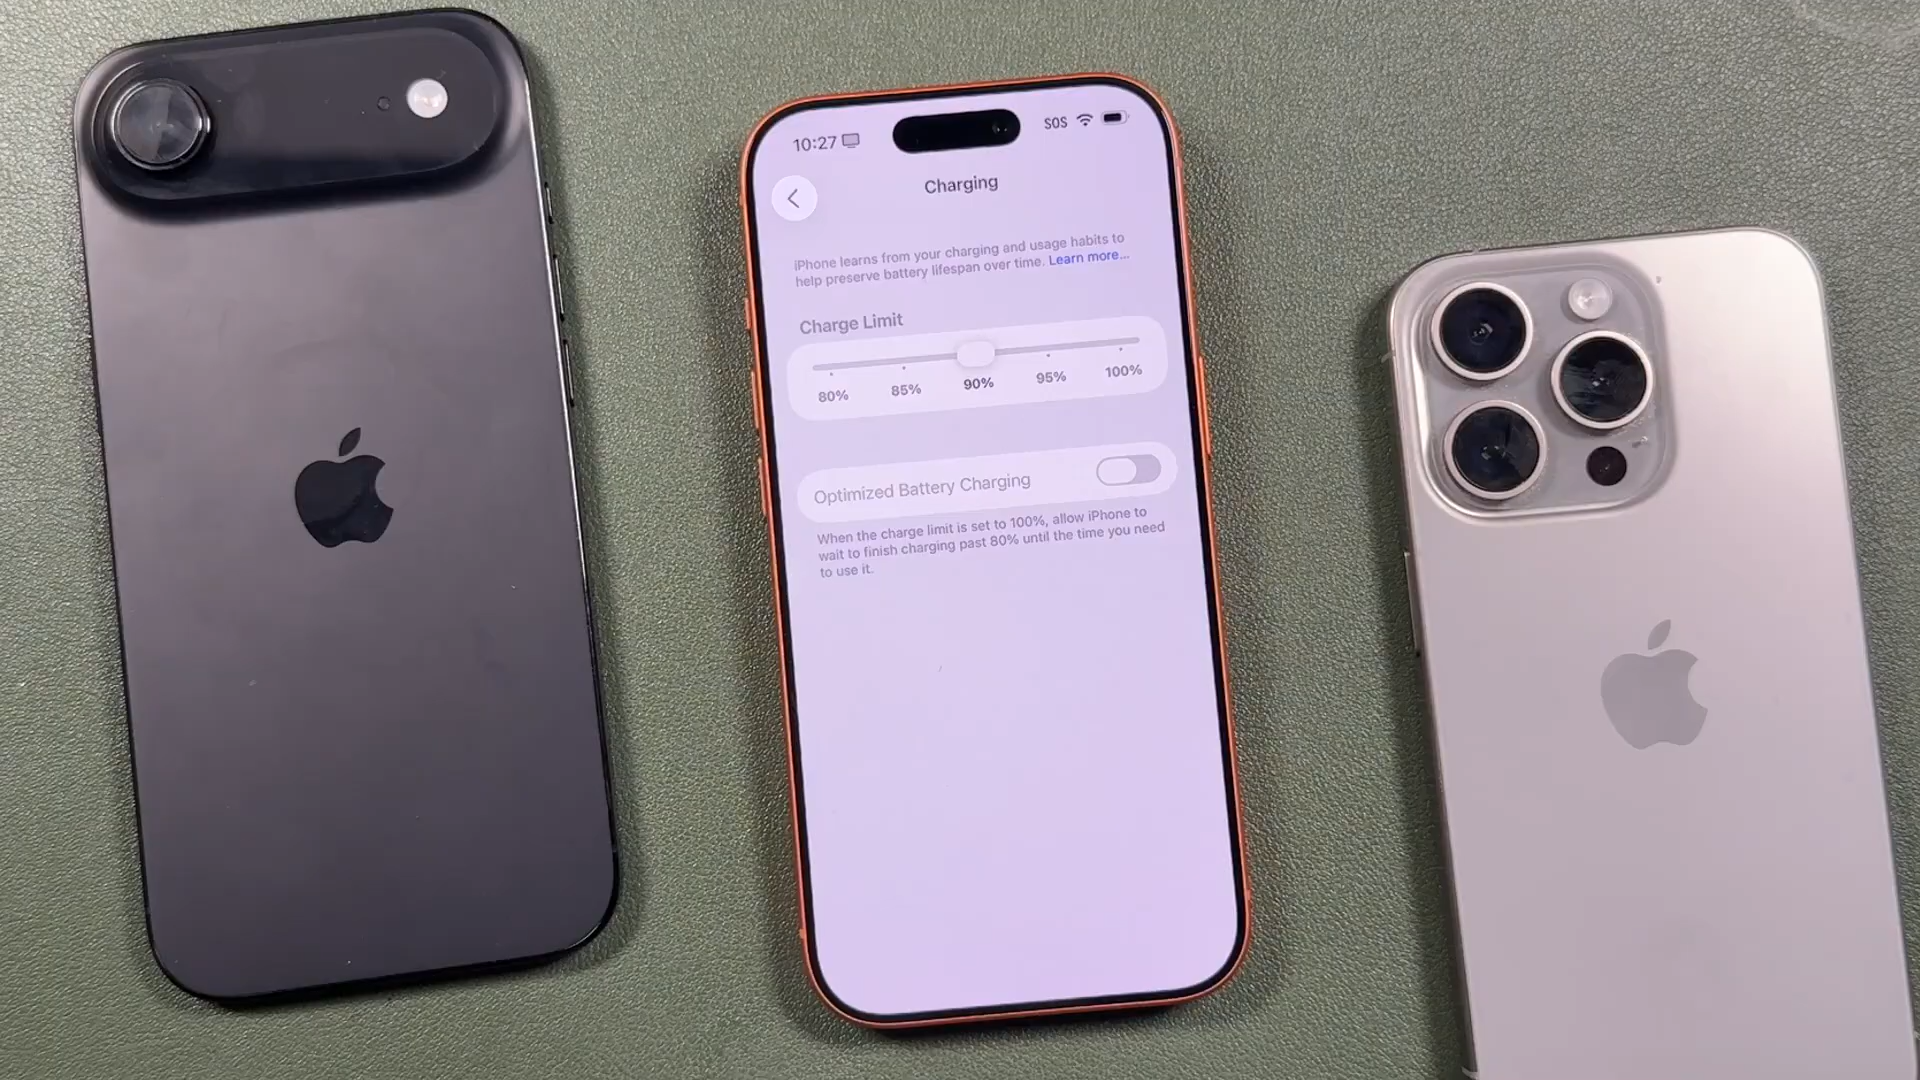 10:27
SOS
Charging
iPhone learns from your charging and usage habits to
help preserve battery lifespan over time. Learn more...
Charge Limit
80% 85% 90% 95% 100%
Optimized Battery Charging
When the charge limit is set to 100%, allow iPhone to
wait to finish charging past 80% until the time you need
to use it.